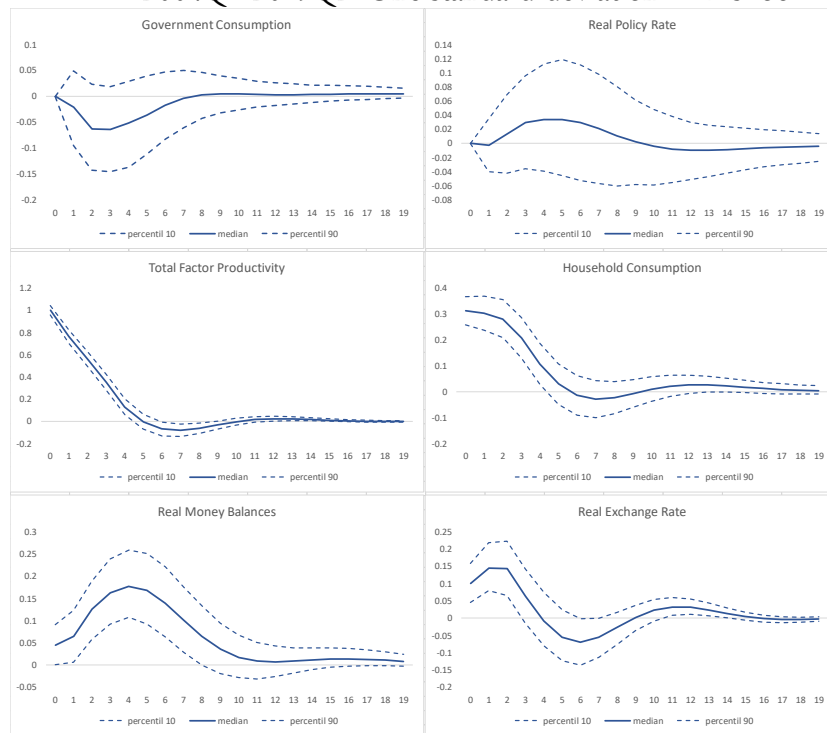 Government Consumption
0.1
0.05
0
-0.05
-0.1
-0.15
-0.2
0 1 2 3 4 5 6 7 8 9 10 11 12 13 14 15 16 17 18 19
percentil 10 median percentil 90
Real Policy Rate
0.14
0.12
0.1
0.08
0.06
0.04
0.02
0
-0.02
-0.04
-0.06
-0.08
0 1 2 3 4 5 6 7 8 9 10 11 12 13 14 15 16 17 18 19
percentil 10 median percentil 90
Total Factor Productivity
1.2
1
0.8
0.6
0.4
0.2
0
-0.2
0 1 2 3 4 5 6 7 8 9 10 11 12 13 14 15 16 17 18 19
percentil 10 median percentil 90
Household Consumption
0.4
0.3
0.2
0.1
0
-0.1
-0.2
0 1 2 3 4 5 6 7 8 9 10 11 12 13 14 15 16 17 18 19
percentil 10 median percentil 90
Real Money Balances
0.3
0.25
0.2
0.15
0.1
0.05
0
-0.05
0 1 2 3 4 5 6 7 8 9 10 11 12 13 14 15 16 17 18 19
percentil 10 median percentil 90
Real Exchange Rate
0.25
0.2
0.15
0.1
0.05
0
-0.05
-0.1
-0.15
-0.2
0 1 2 3 4 5 6 7 8 9 10 11 12 13 14 15 16 17 18 19
percentil 10 median percentil 90